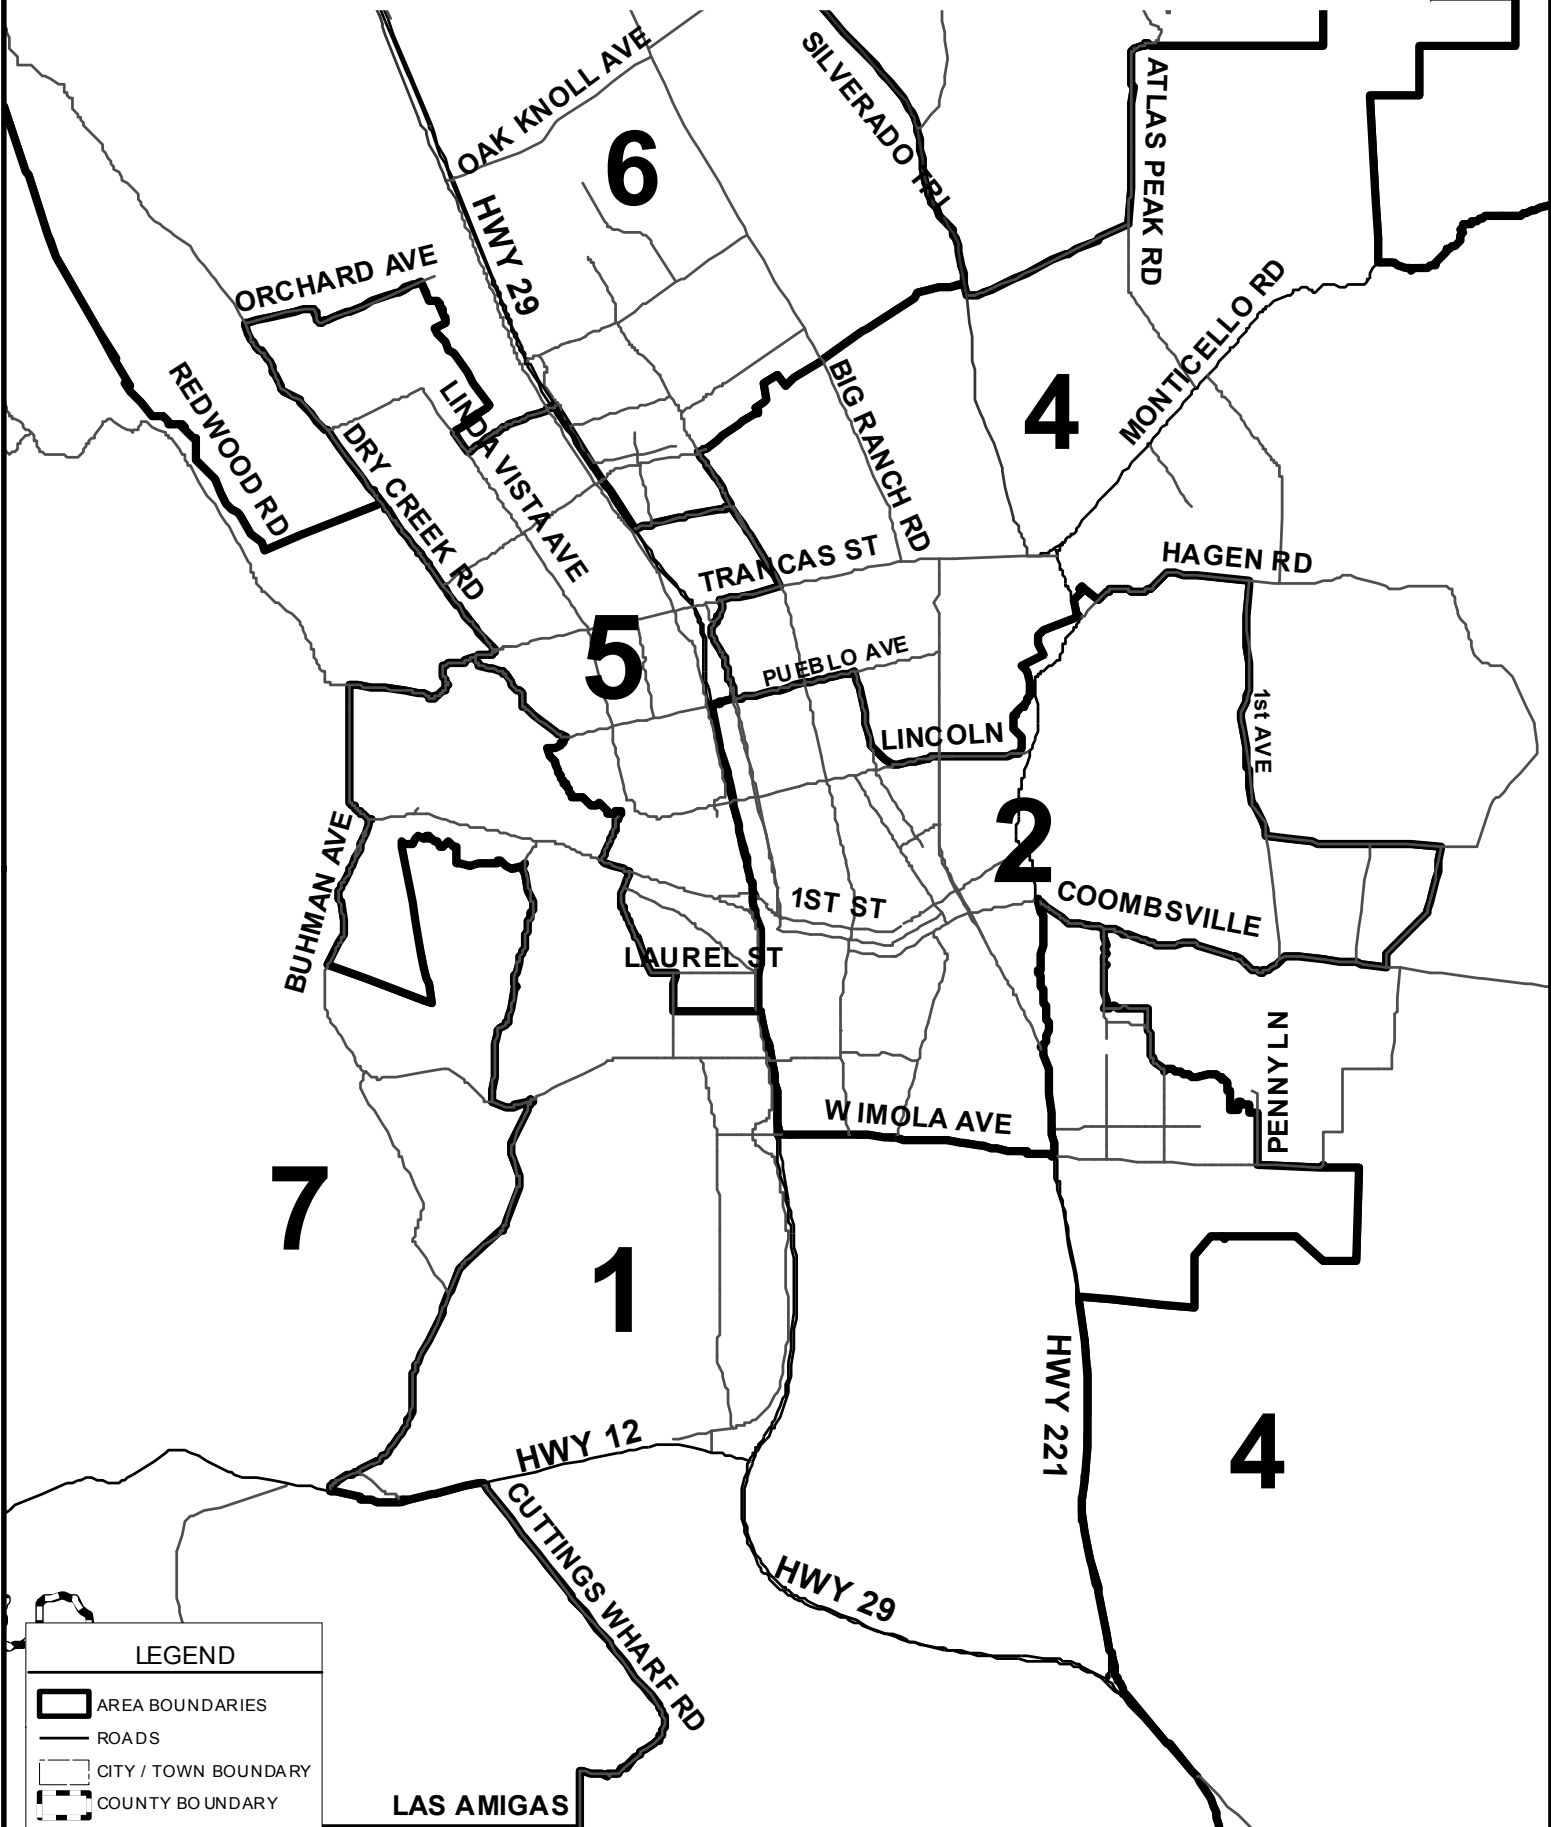 OAK KNOLL AVE
SILVERADO TRL
ATLAS PEAK RD
6
HWY 29
ORCHARD AVE
MONTICELLO RD
REDWOOD RD
LINDA VISTA AVE
BIG RANCH RD
4
DRY CREEK RD
TRANCAS ST
HAGEN RD
5
PUEBLO AVE
1st AVE
LINCOLN
2
BUHMAN AVE
1ST ST
COOMBSVILLE
LAUREL ST
PENNY LN
W IMOLA AVE
7
1
HWY 221
HWY 12
4
CUTTINGS WHARF RD
HWY 29
LEGEND
AREA BOUNDARIES
ROADS
CITY / TOWN BOUNDARY
COUNTY BOUNDARY
LAS AMIGAS